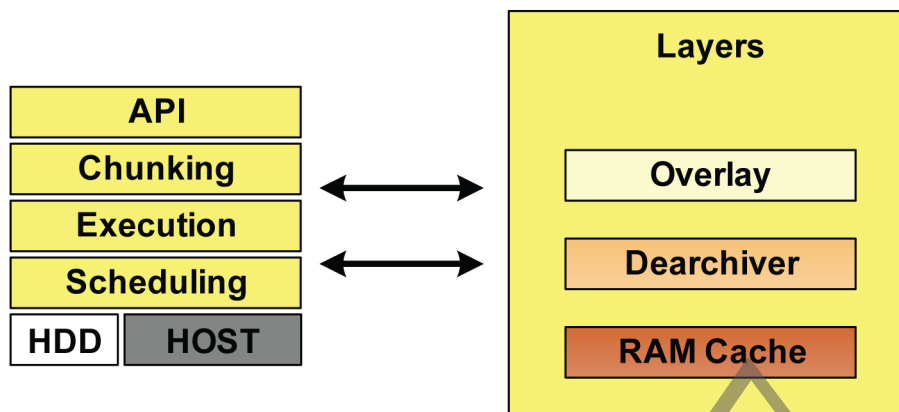 API
Chunking
Execution
Scheduling
HDD HOST
Layers
Overlay
Dearchiver
RAM Cache